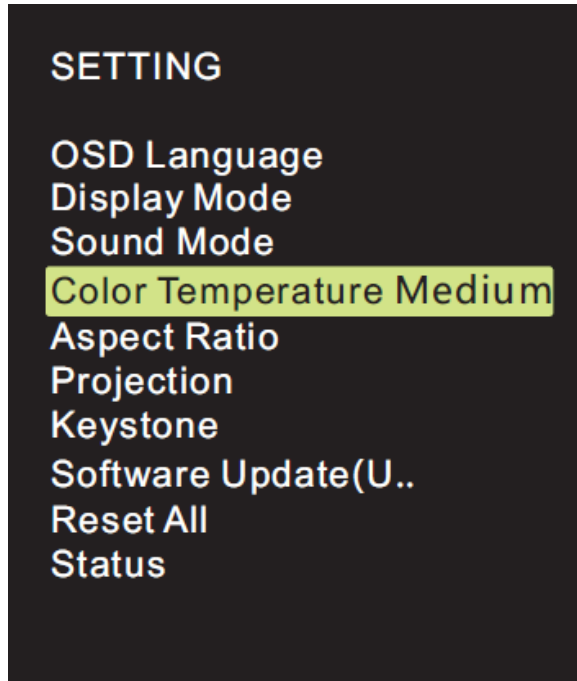 SETTING
OSD Language
Display Mode
Sound Mode
Color Temperature Medium
Aspect Ratio
Projection
Keystone
Software Update(U..
Reset All
Status